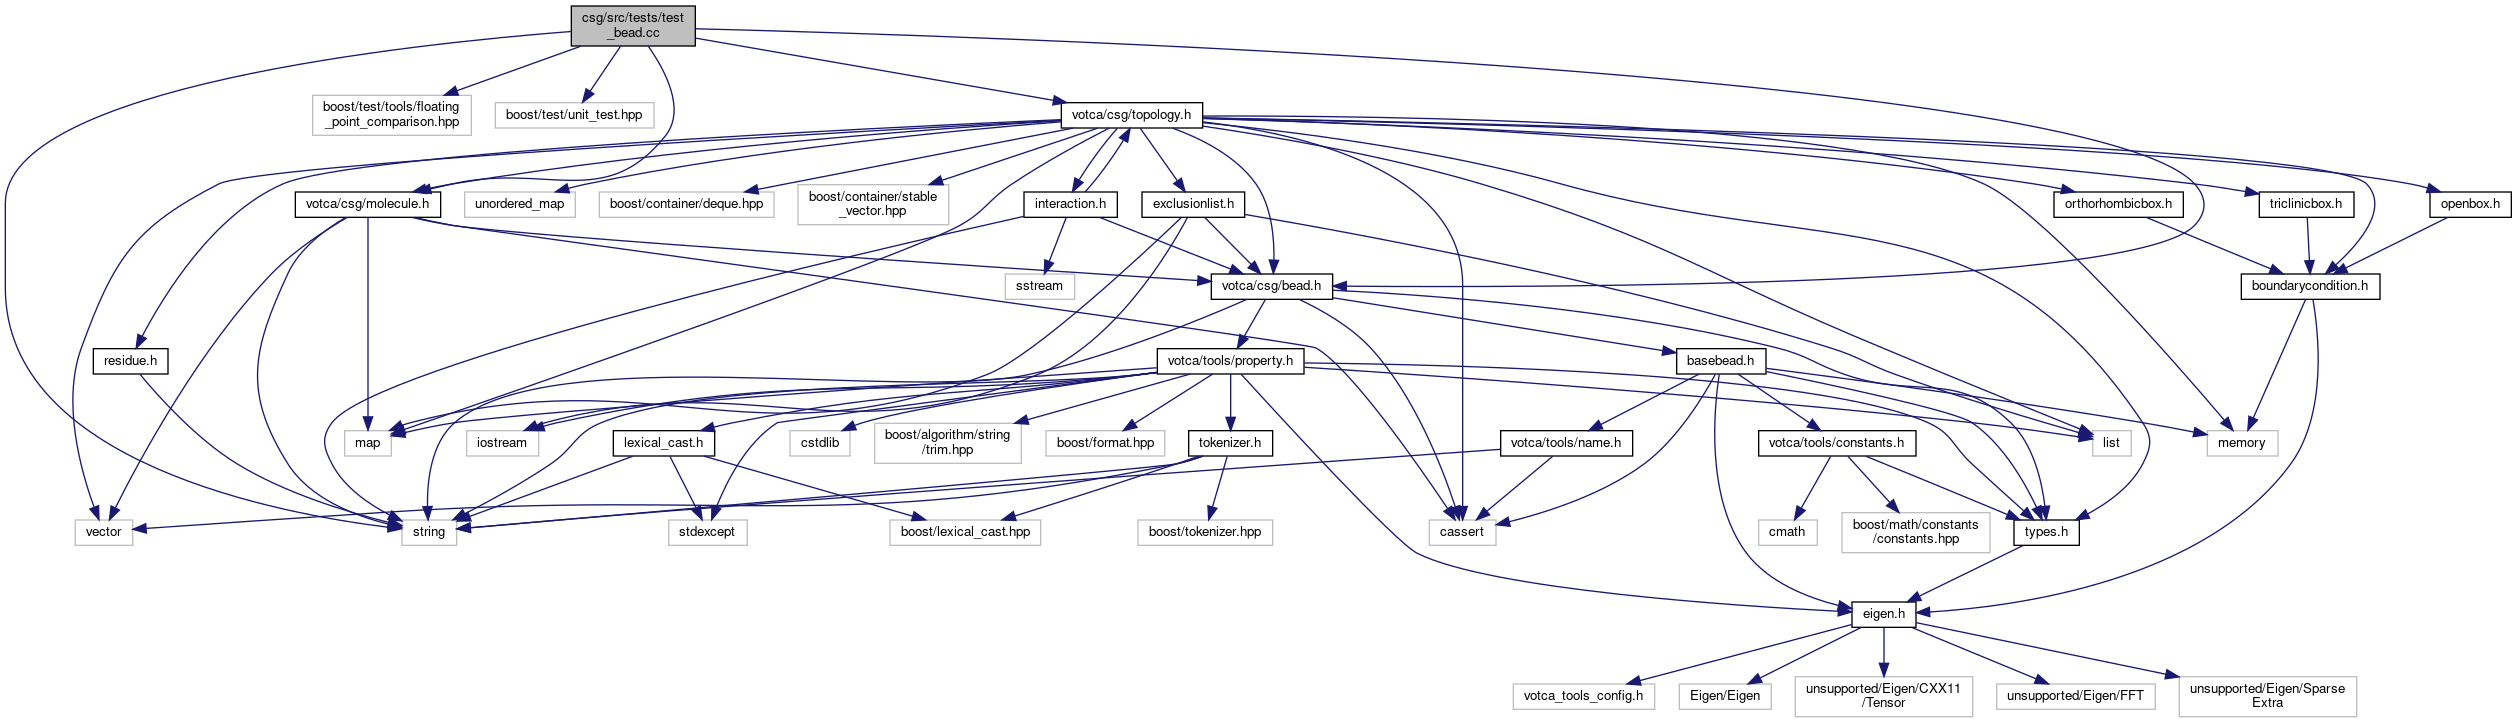 csg/src/tests/test
_bead.cc
boost/test/tools/floating
_point_comparison.hpp
boost/test/unit_test.hpp
votca/csg/topology.h
votca/csg/molecule.h
unordered_map
boost/container/deque.hpp
boost/container/stable
_vector.hpp
interaction.h
exclusionlist.h
orthorhombicbox.h
triclinicbox.h
openbox.h
sstream
votca/csg/bead.h
boundarycondition.h
residue.h
votca/tools/property.h
basebead.h
map
iostream
lexical_cast.h
cstdlib
boost/algorithm/string
/trim.hpp
boost/format.hpp
tokenizer.h
votca/tools/name.h
votca/tools/constants.h
list
memory
vector
string
stdexcept
boost/lexical_cast.hpp
boost/tokenizer.hpp
cassert
cmath
boost/math/constants
/constants.hpp
types.h
eigen.h
votca_tools_config.h
Eigen/Eigen
unsupported/Eigen/CXX11
/Tensor
unsupported/Eigen/FFT
unsupported/Eigen/Sparse
Extra